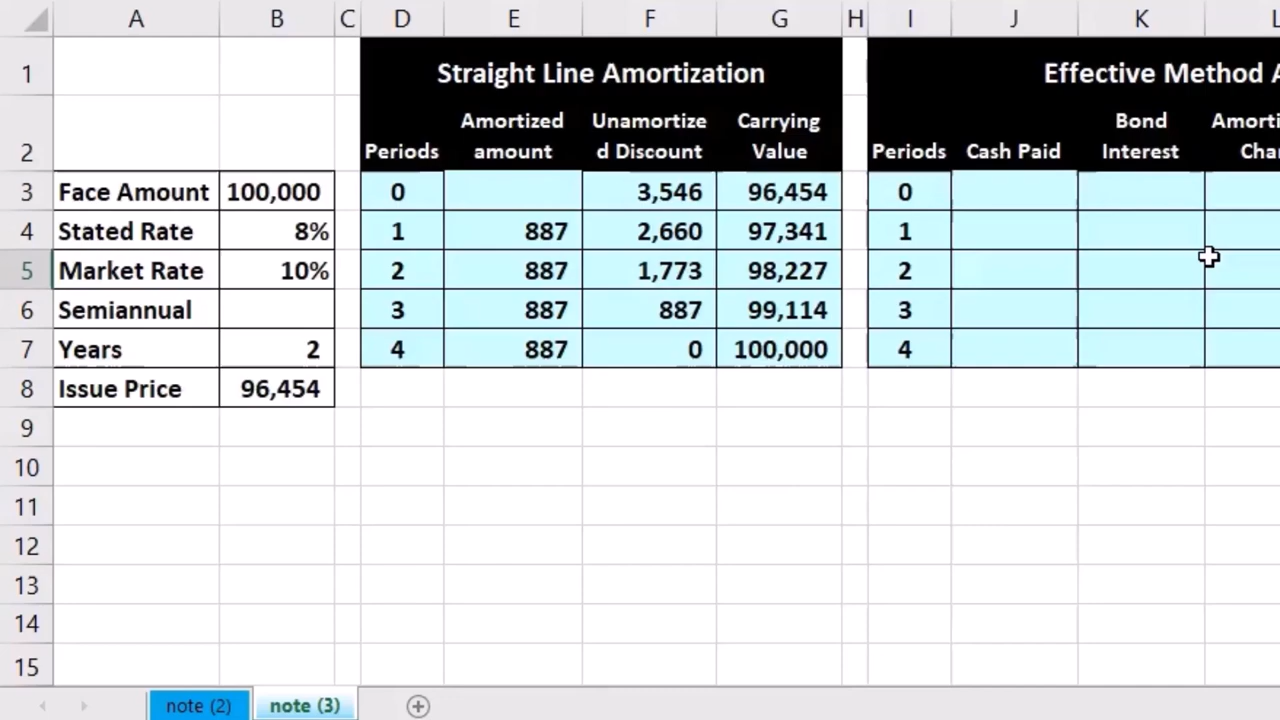 A B C D E F G H I J K L
1 Straight Line Amortization Effective Method A
Amortized Unamortize Carrying Bond
2 Periods amount d Discount Value Periods Cash Paid Interest
3 Face Amount 100,000 0 3,546 96,454 0
4 Stated Rate 8% 1 887 2,660 97,341 1
5 Market Rate 10% 2 887 1,773 98,227 2
6 Semiannual 3 887 887 99,114 3
7 Years 2 4 887 0 100,000 4
8 Issue Price 96,454
9
10
11
12
13
14
15
note (2) note (3)